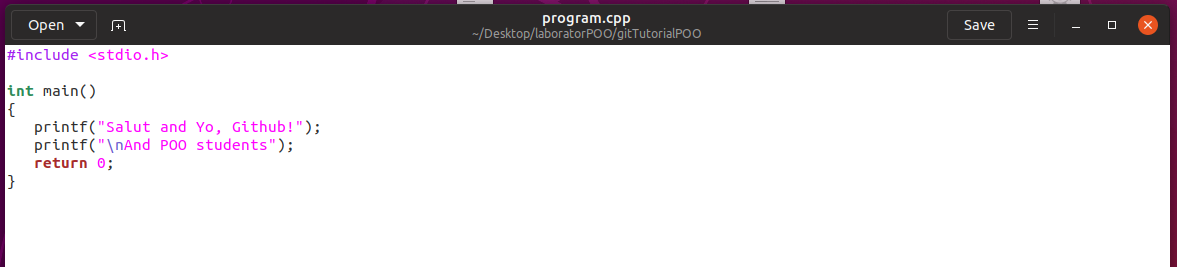 Open
program.cpp
~/Desktop/laboratorPOO/gitTutorialPOO
Save
#include <stdio.h>

int main()
{
   printf("Salut and Yo, Github!");
   printf("\nAnd POO students");
   return 0;
}